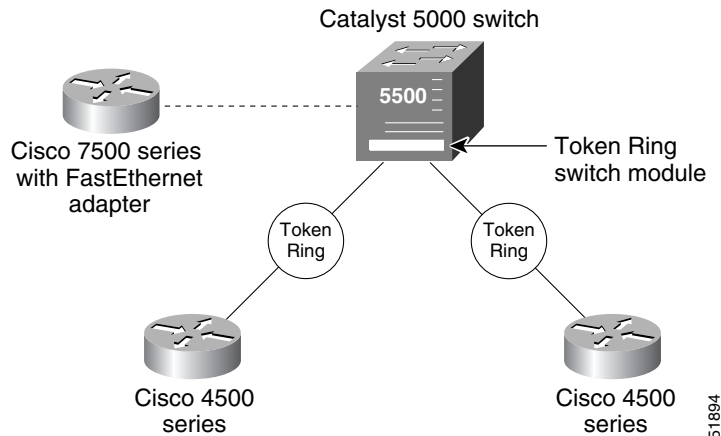 Catalyst 5000 switch
5500
Cisco 7500 series
with FastEthernet
adapter
Token Ring
switch module
Token
Ring
Token
Ring
Cisco 4500
series
Cisco 4500
series
51894